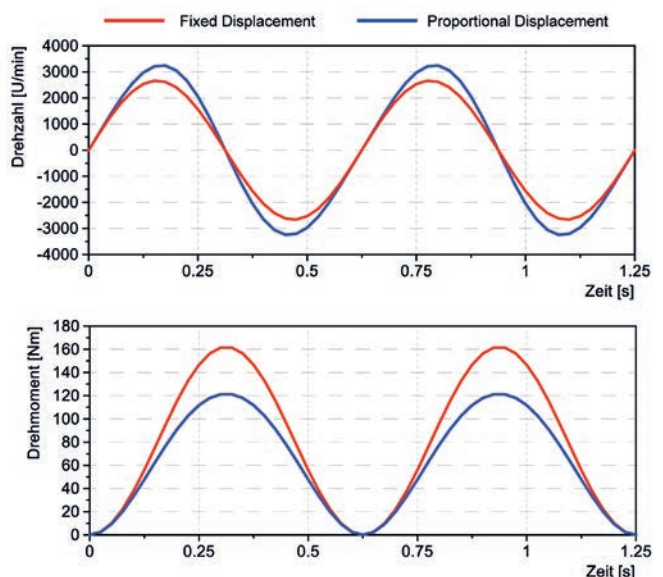 Fixed Displacement Proportional Displacement
Drehzahl [U/min]
4000
3000
2000
1000
0
-1000
-2000
-3000
-4000
0 0.25 0.5 0.75 1 1.25
Zeit [s]
Drehmoment [Nm]
180
160
140
120
100
80
60
40
20
0
0 0.25 0.5 0.75 1 1.25
Zeit [s]